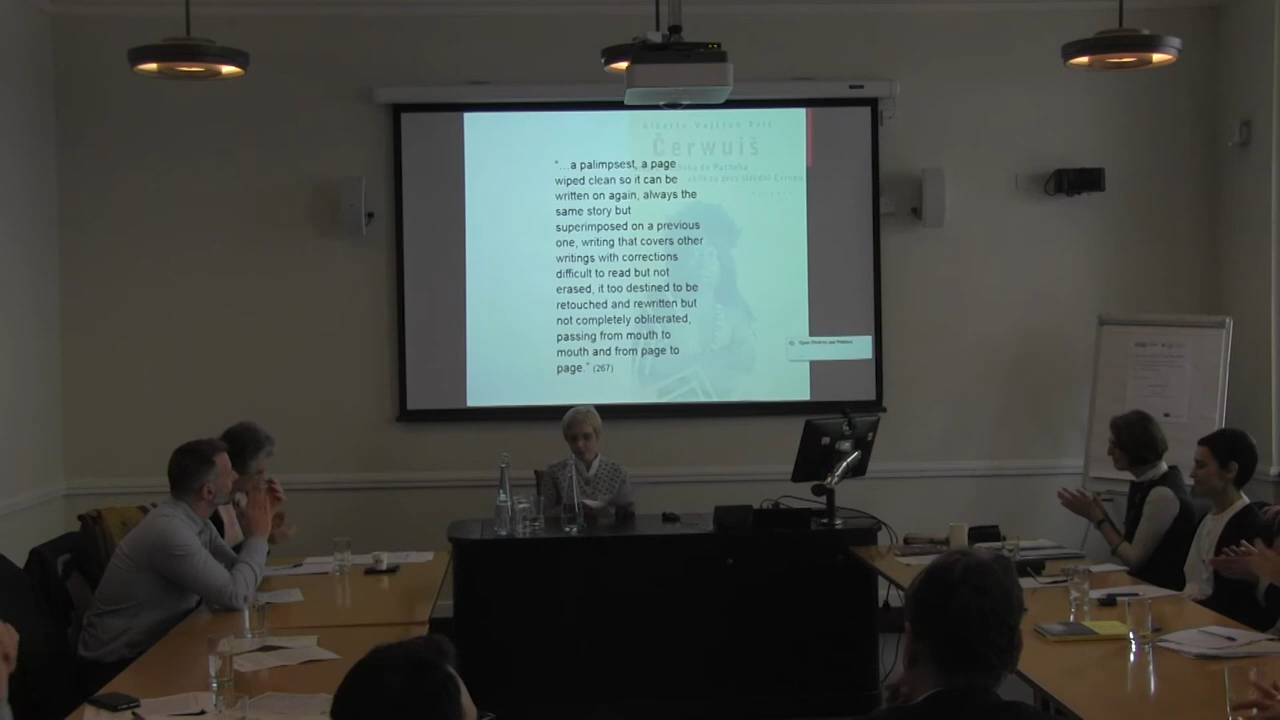 Alberto Vojtěch Frič
Čerwuiš
"…a palimpsest, a page
wiped clean so it can be
written on again, always the
same story but
superimposed on a previous
one, writing that covers other
writings with corrections
difficult to read but not
erased, it too destined to be
retouched and rewritten but
not completely obliterated,
passing from mouth to
mouth and from page to
page." (267)